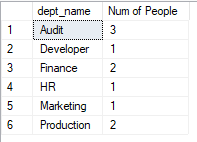 dept_name Num of People
1 Audit 3
2 Developer 1
3 Finance 2
4 HR 1
5 Marketing 1
6 Production 2